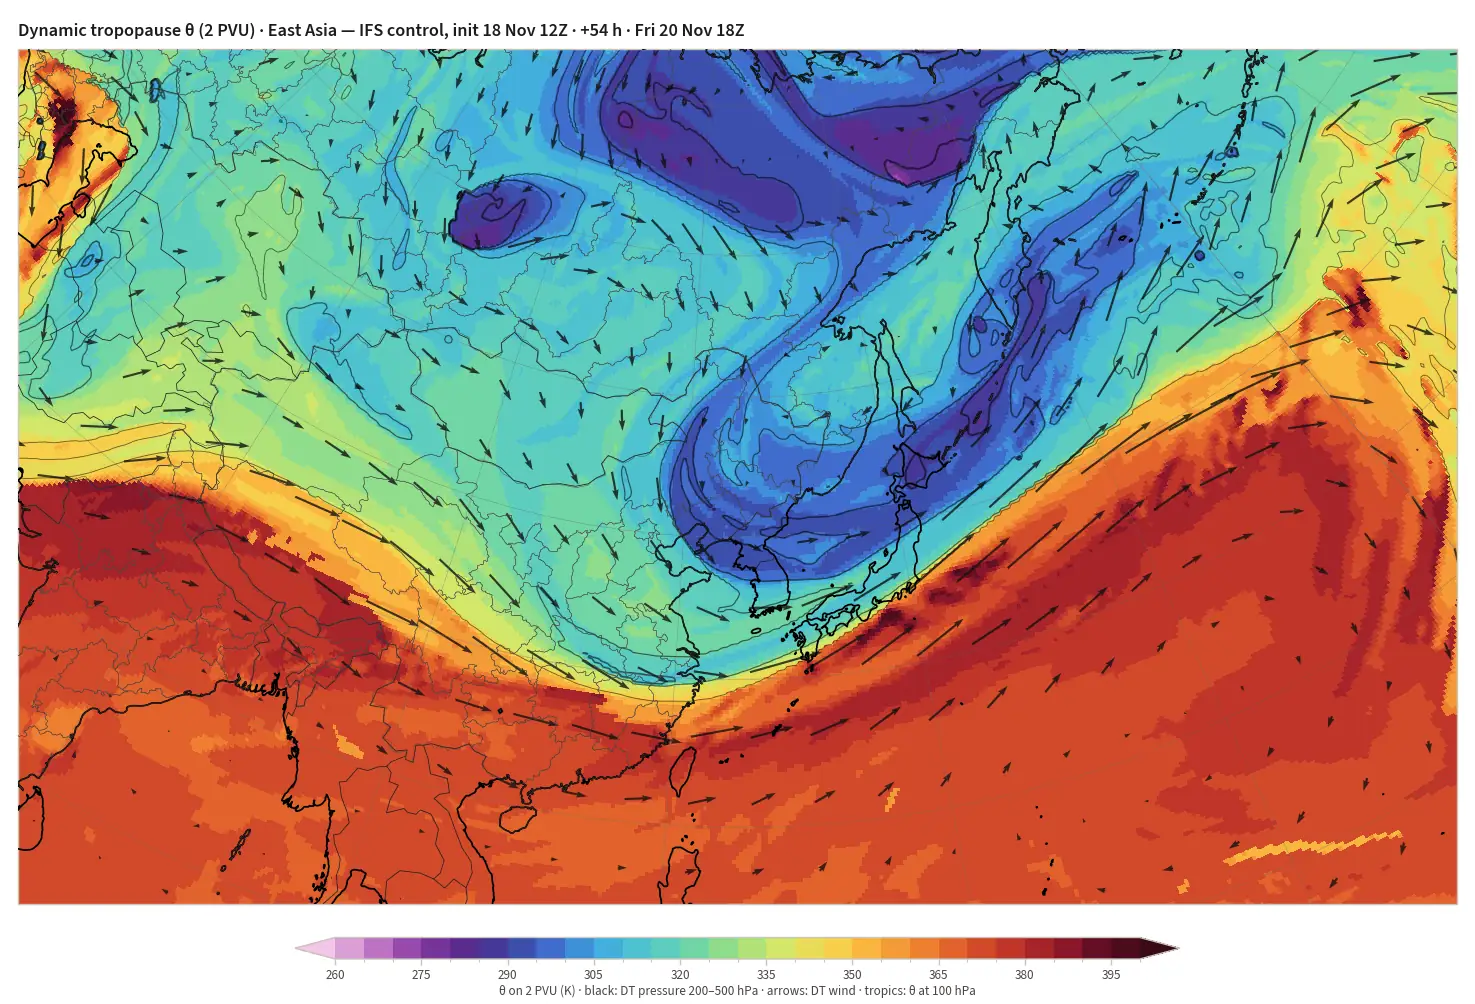 Dynamic tropopause θ (2 PVU) · East Asia — IFS control, init 18 Nov 12Z · +54 h · Fri 20 Nov 18Z
260 275 290 305 320 335 350 365 380 395
θ on 2 PVU (K) · black: DT pressure 200–500 hPa · arrows: DT wind · tropics: θ at 100 hPa